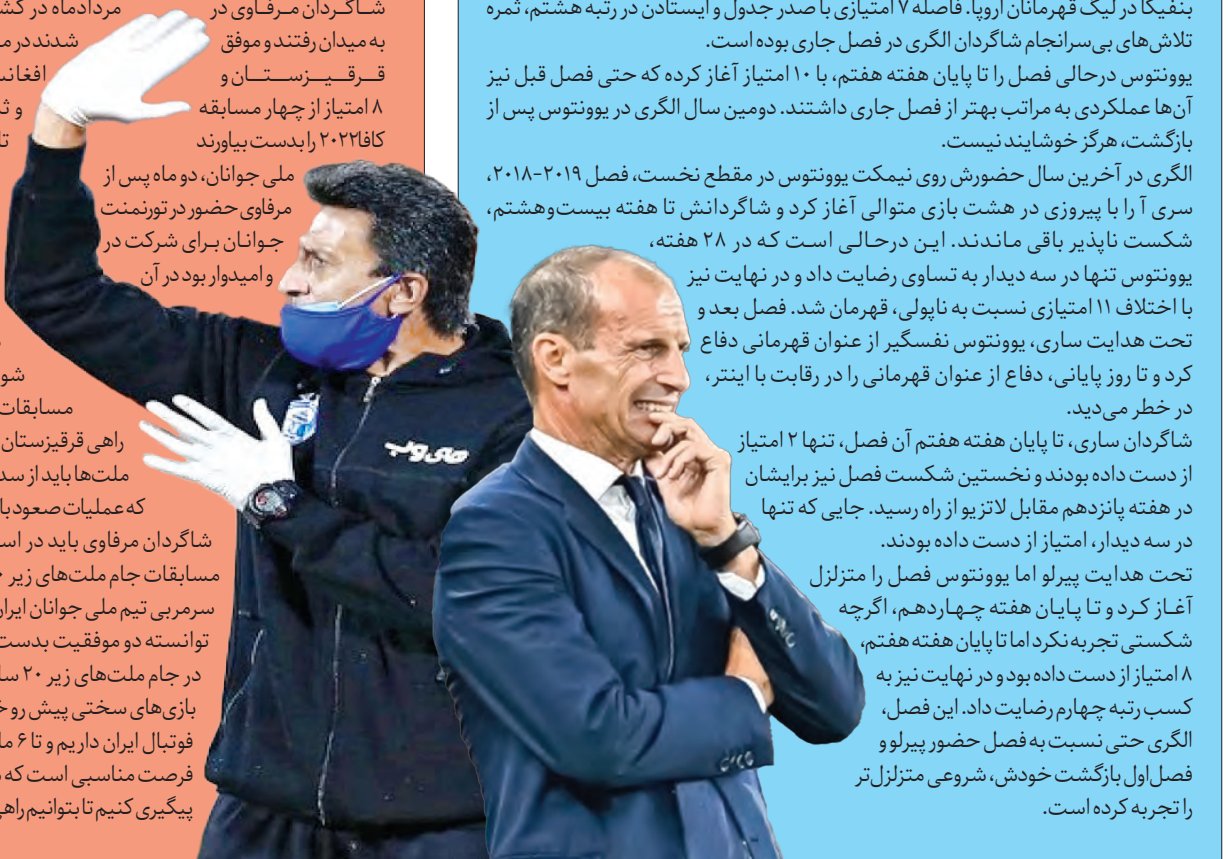 بنفیکا در لیگ قهرمانان اروپا. فاصله ۷ امتیازی با صدر جدول و ایستادن در رتبه هشتم، ثمره
تلاش‌های بی‌سرانجام شاگردان الگری در فصل جاری بوده است.
یوونتوس درحالی فصل را تا پایان هفته هفتم، با ۱۰ امتیاز آغاز کرده که حتی فصل قبل نیز
آن‌ها عملکردی به مراتب بهتر از فصل جاری داشتند. دومین سال الگری در یوونتوس پس از
بازگشت، هرگز خوشایند نیست.
الگری در آخرین سال حضورش روی نیمکت یوونتوس در مقطع نخست، فصل ۲۰۱۹-۲۰۱۸،
سری آ را با پیروزی در هشت بازی متوالی آغاز کرد و شاگردانش تا هفته بیست‌وهشتم،
شکست ناپذیر باقی ماندند. این درحالی است که در ۲۸ هفته،
یوونتوس تنها در سه دیدار به تساوی رضایت داد و در نهایت نیز
با اختلاف ۱۱ امتیازی نسبت به ناپولی، قهرمان شد. فصل بعد و
تحت هدایت ساری، یوونتوس نفسگیر از عنوان قهرمانی دفاع
کرد و تا روز پایانی، دفاع از عنوان قهرمانی را در رقابت با اینتر،
در خطر می‌دید.
شاگردان ساری، تا پایان هفته هفتم آن فصل، تنها ۲ امتیاز
از دست داده بودند و نخستین شکست فصل نیز برایشان
در هفته پانزدهم مقابل لاتزیو از راه رسید. جایی که تنها
در سه دیدار، امتیاز از دست داده بودند.
تحت هدایت پیرلو اما یوونتوس فصل را متزلزل
آغاز کرد و تا پایان هفته چهاردهم، اگرچه
شکستی تجربه نکرد اما تا پایان هفته هفتم،
۸ امتیاز از دست داده بود و در نهایت نیز به
کسب رتبه چهارم رضایت داد. این فصل،
الگری حتی نسبت به فصل حضور پیرلو و
فصل اول بازگشت خودش، شروعی متزلزل‌تر
را تجربه کرده است.
شاگردان مرفاوی در
به میدان رفتند و موفق
قرقیزستان و
۸ امتیاز از چهار مسابقه
کافا۲۰۲۲ را بدست بیاورند
ملی جوانان، دو ماه پس از
مرفاوی حضور در تورنمنت
جوانان برای شرکت در
و امیدوار بود در آن
مردادماه در کش
شدند در م
افغانس
و ث
تا
شو
مسابقات
راهی قرقیزستان
ملت‌ها باید از سد
که عملیات صعود با
شاگردان مرفاوی باید در اس
مسابقات جام ملت‌های زیر
سرمربی تیم ملی جوانان ایران
توانسته دو موفقیت بدست
در جام ملت‌های زیر ۲۰ سا
بازی‌های سختی پیش رو خ
فوتبال ایران داریم و تا ۶ ما
فرصت مناسبی است که
پیگیری کنیم تا بتوانیم راهی